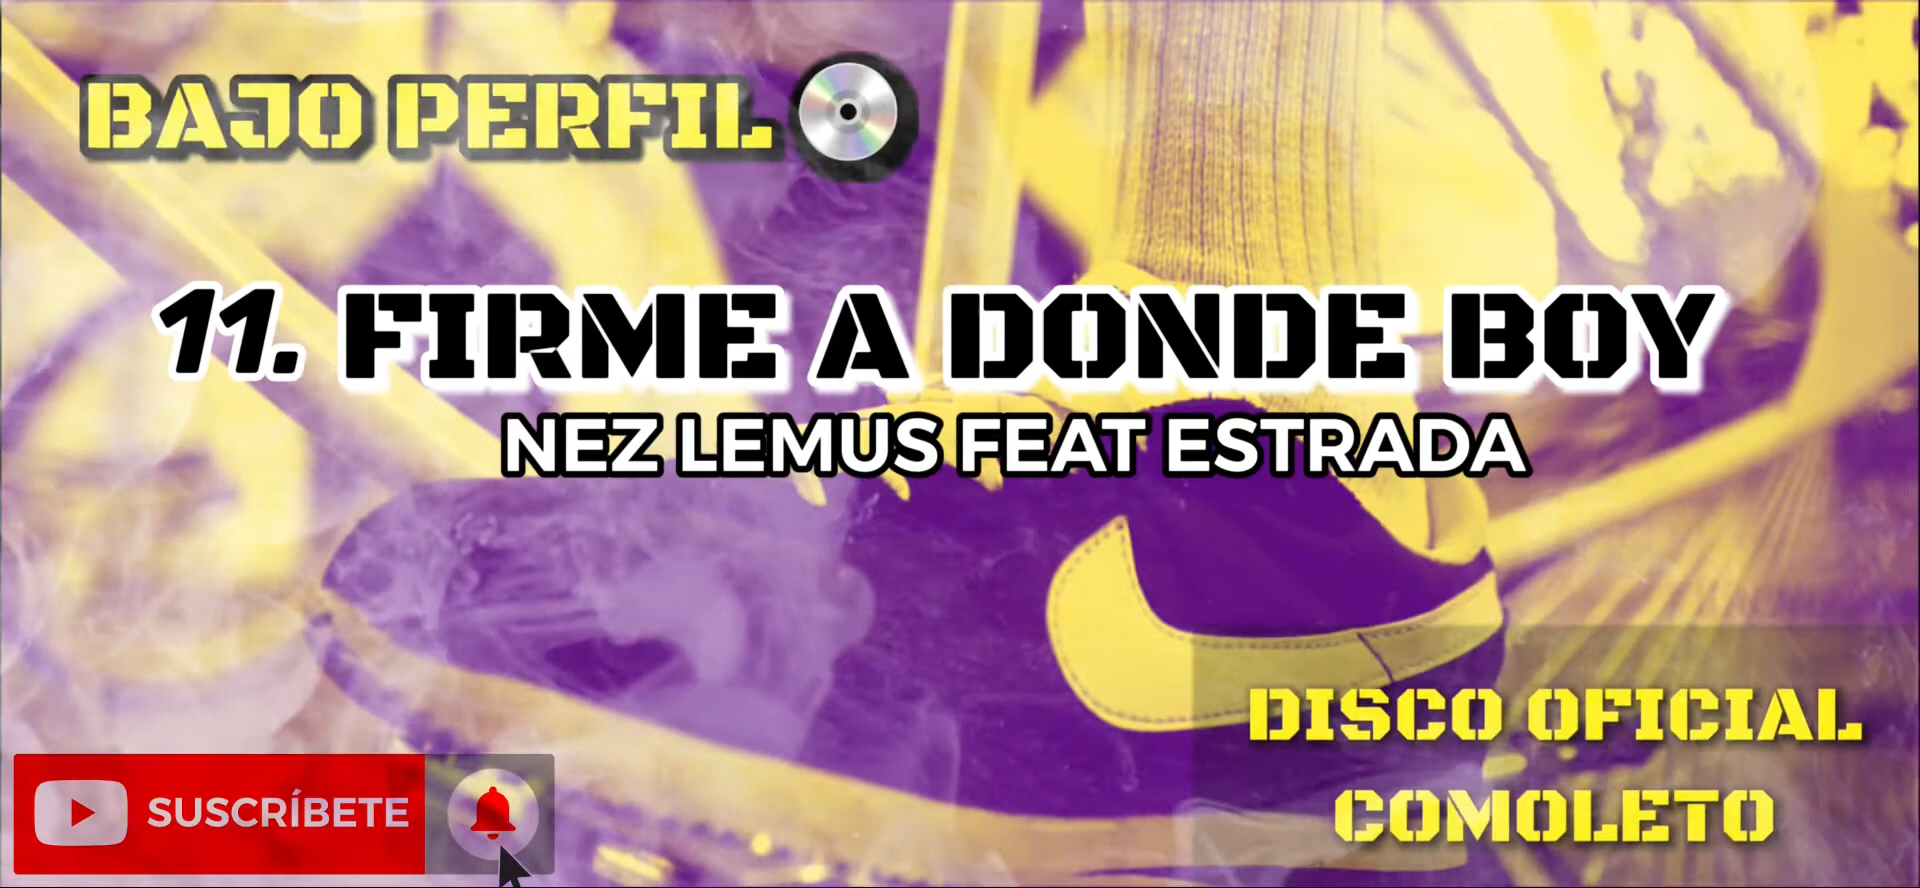 BAJO PERFIL
11. FIRME A DONDE BOY
NEZ LEMUS FEAT ESTRADA
DISCO OFICIAL
COMOLETO
SUSCRÍBETE